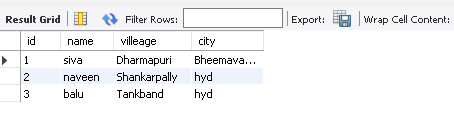 Result Grid Filter Rows: Export: Wrap Cell Content:
id name villeage city
1 siva Dharmapuri Bheemava...
2 naveen Shankarpally hyd
3 balu Tankband hyd